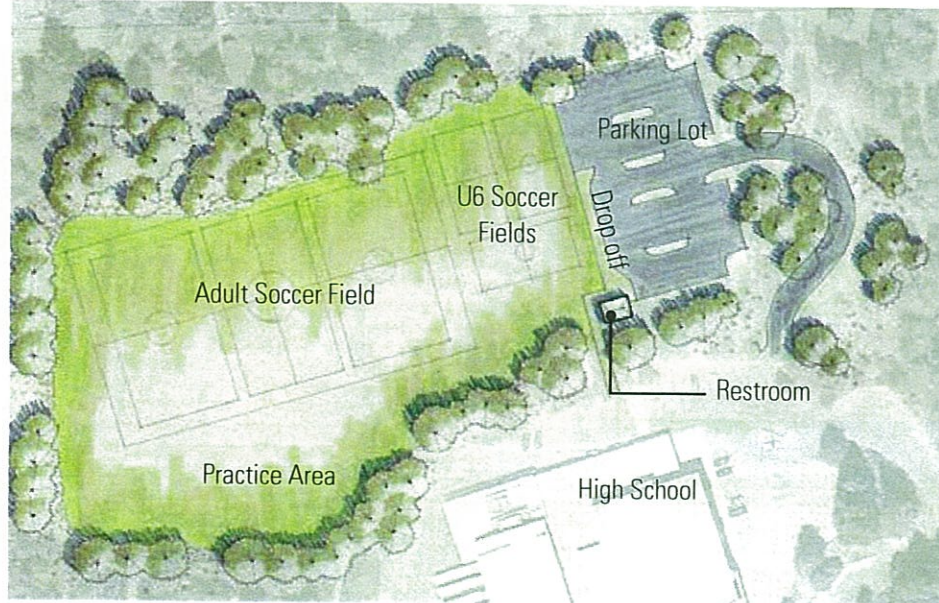 Parking Lot
U6 Soccer
Fields
Drop off
Adult Soccer Field
Restroom
Practice Area
High School